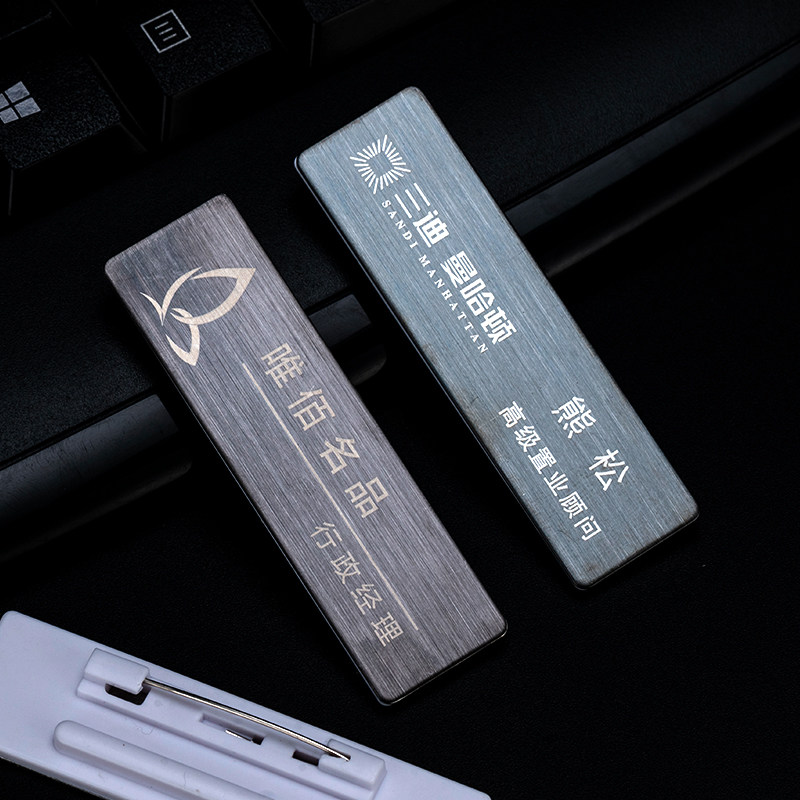 唯佰名品
行政经理
三迪 曼哈顿
SANDI MANHATTAN
熊 松
高级置业顾问